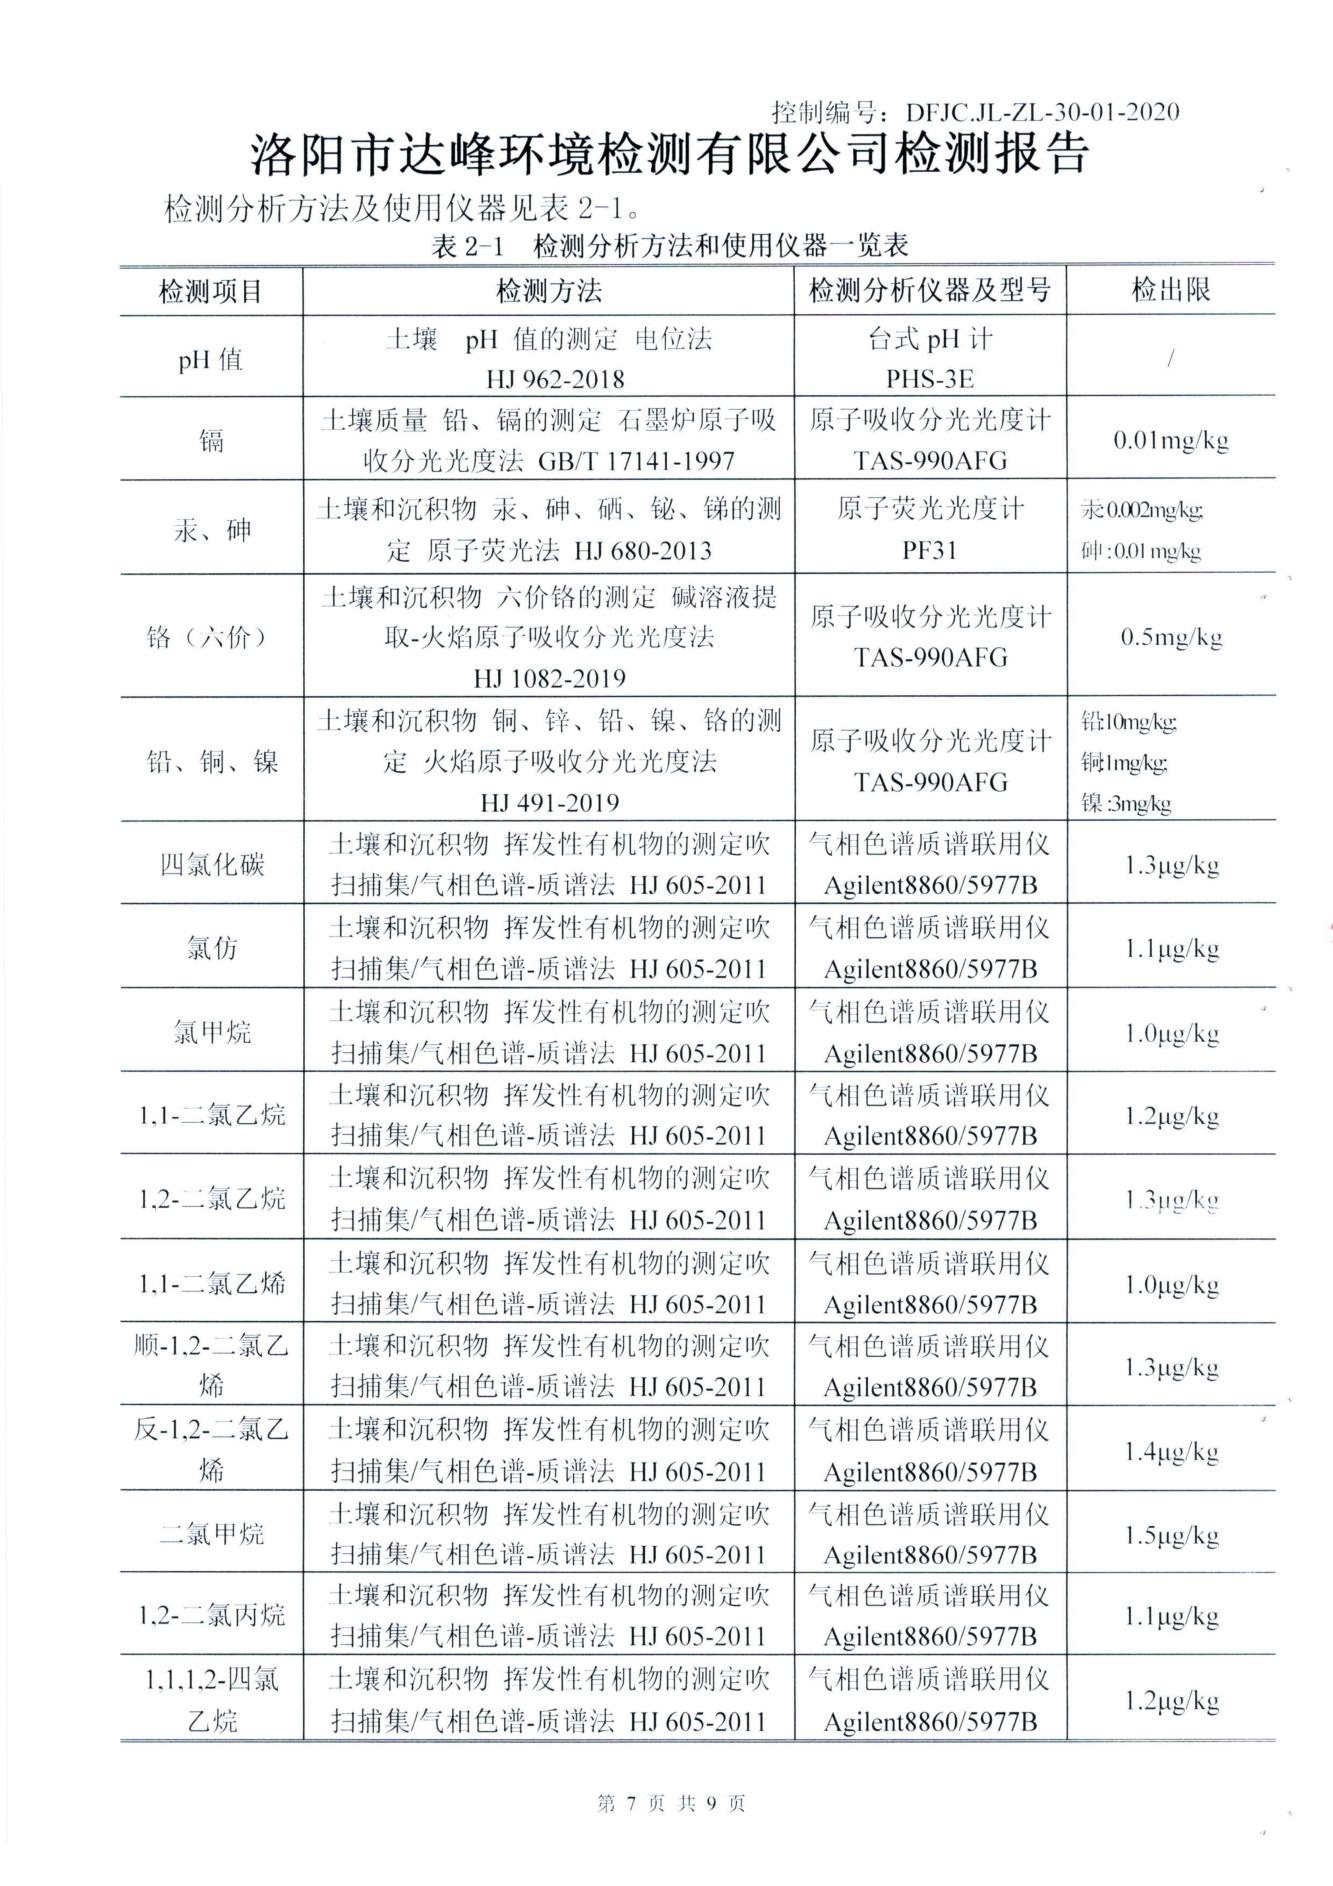 控制编号：DFJC.JL-ZL-30-01-2020
洛阳市达峰环境检测有限公司检测报告
检测分析方法及使用仪器见表 2-1。
表 2-1 检测分析方法和使用仪器一览表
检测项目 检测方法 检测分析仪器及型号 检出限
pH 值
土壤 pH 值的测定 电位法
HJ 962-2018
台式 pH 计
PHS-3E
/
镉
土壤质量 铅、镉的测定 石墨炉原子吸
收分光光度法 GB/T 17141-1997
原子吸收分光光度计
TAS-990AFG
0.01mg/kg
汞、砷
土壤和沉积物 汞、砷、硒、铋、锑的测
定 原子荧光法 HJ 680-2013
原子荧光光度计
PF31
汞:0.002mg/kg;
砷:0.01mg/kg
铬（六价）
土壤和沉积物 六价铬的测定 碱溶液提
取-火焰原子吸收分光光度法
HJ 1082-2019
原子吸收分光光度计
TAS-990AFG
0.5mg/kg
铅、铜、镍
土壤和沉积物 铜、锌、铅、镍、铬的测
定 火焰原子吸收分光光度法
HJ 491-2019
原子吸收分光光度计
TAS-990AFG
铅:10mg/kg;
铜:1mg/kg;
镍:3mg/kg
四氯化碳
土壤和沉积物 挥发性有机物的测定吹
扫捕集/气相色谱-质谱法 HJ 605-2011
气相色谱质谱联用仪
Agilent8860/5977B
1.3μg/kg
氯仿
土壤和沉积物 挥发性有机物的测定吹
扫捕集/气相色谱-质谱法 HJ 605-2011
气相色谱质谱联用仪
Agilent8860/5977B
1.1μg/kg
氯甲烷
土壤和沉积物 挥发性有机物的测定吹
扫捕集/气相色谱-质谱法 HJ 605-2011
气相色谱质谱联用仪
Agilent8860/5977B
1.0μg/kg
1,1-二氯乙烷
土壤和沉积物 挥发性有机物的测定吹
扫捕集/气相色谱-质谱法 HJ 605-2011
气相色谱质谱联用仪
Agilent8860/5977B
1.2μg/kg
1,2-二氯乙烷
土壤和沉积物 挥发性有机物的测定吹
扫捕集/气相色谱-质谱法 HJ 605-2011
气相色谱质谱联用仪
Agilent8860/5977B
1.3μg/kg
1,1-二氯乙烯
土壤和沉积物 挥发性有机物的测定吹
扫捕集/气相色谱-质谱法 HJ 605-2011
气相色谱质谱联用仪
Agilent8860/5977B
1.0μg/kg
顺-1,2-二氯乙
烯
土壤和沉积物 挥发性有机物的测定吹
扫捕集/气相色谱-质谱法 HJ 605-2011
气相色谱质谱联用仪
Agilent8860/5977B
1.3μg/kg
反-1,2-二氯乙
烯
土壤和沉积物 挥发性有机物的测定吹
扫捕集/气相色谱-质谱法 HJ 605-2011
气相色谱质谱联用仪
Agilent8860/5977B
1.4μg/kg
二氯甲烷
土壤和沉积物 挥发性有机物的测定吹
扫捕集/气相色谱-质谱法 HJ 605-2011
气相色谱质谱联用仪
Agilent8860/5977B
1.5μg/kg
1,2-二氯丙烷
土壤和沉积物 挥发性有机物的测定吹
扫捕集/气相色谱-质谱法 HJ 605-2011
气相色谱质谱联用仪
Agilent8860/5977B
1.1μg/kg
1,1,1,2-四氯
乙烷
土壤和沉积物 挥发性有机物的测定吹
扫捕集/气相色谱-质谱法 HJ 605-2011
气相色谱质谱联用仪
Agilent8860/5977B
1.2μg/kg
第 7 页 共 9 页